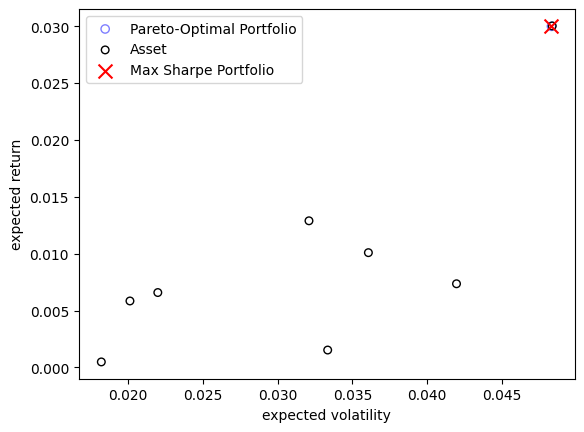 Pareto-Optimal Portfolio
Asset
Max Sharpe Portfolio
expected return
0.030
0.025
0.020
0.015
0.010
0.005
0.000
0.020 0.025 0.030 0.035 0.040 0.045
expected volatility